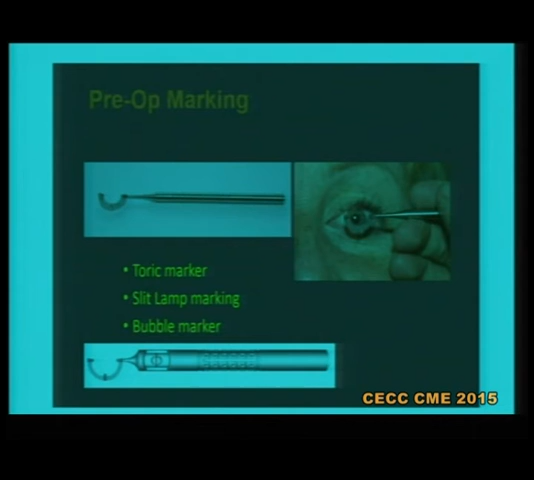 Pre-Op Marking
• Toric marker
• Slit Lamp marking
• Bubble marker
CECC CME 2015